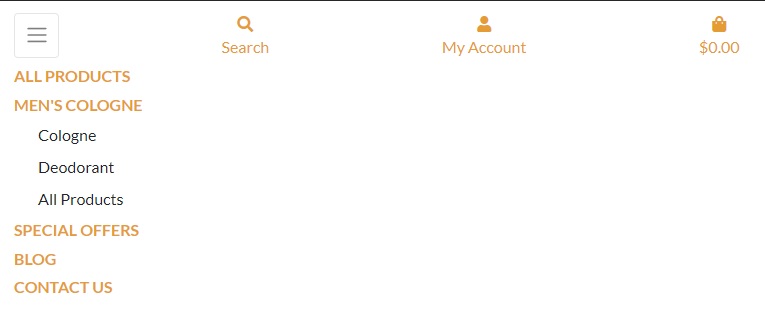 Search
My Account
$0.00
ALL PRODUCTS
MEN'S COLOGNE
Cologne
Deodorant
All Products
SPECIAL OFFERS
BLOG
CONTACT US